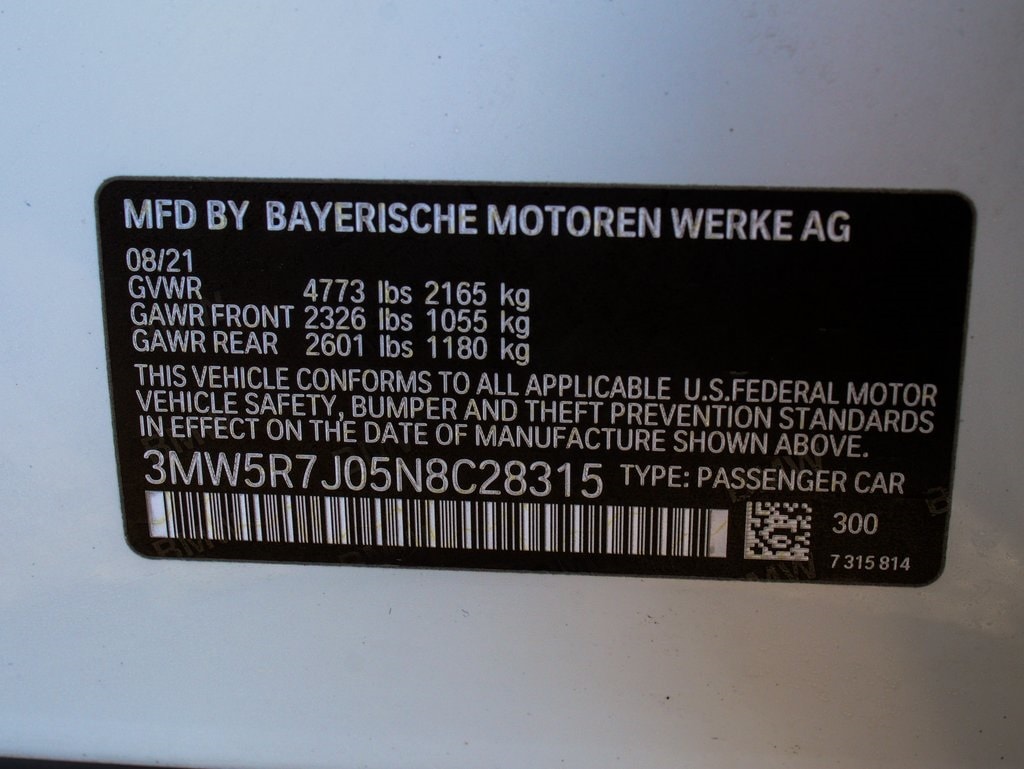 MFD BY BAYERISCHE MOTOREN WERKE AG
08/21
GVWR 4773 lbs 2165 kg
GAWR FRONT 2326 lbs 1055 kg
GAWR REAR 2601 lbs 1180 kg
THIS VEHICLE CONFORMS TO ALL APPLICABLE U.S.FEDERAL MOTOR
VEHICLE SAFETY, BUMPER AND THEFT PREVENTION STANDARDS
IN EFFECT ON THE DATE OF MANUFACTURE SHOWN ABOVE.
3MW5R7J05N8C28315 TYPE: PASSENGER CAR
300
7 315 814